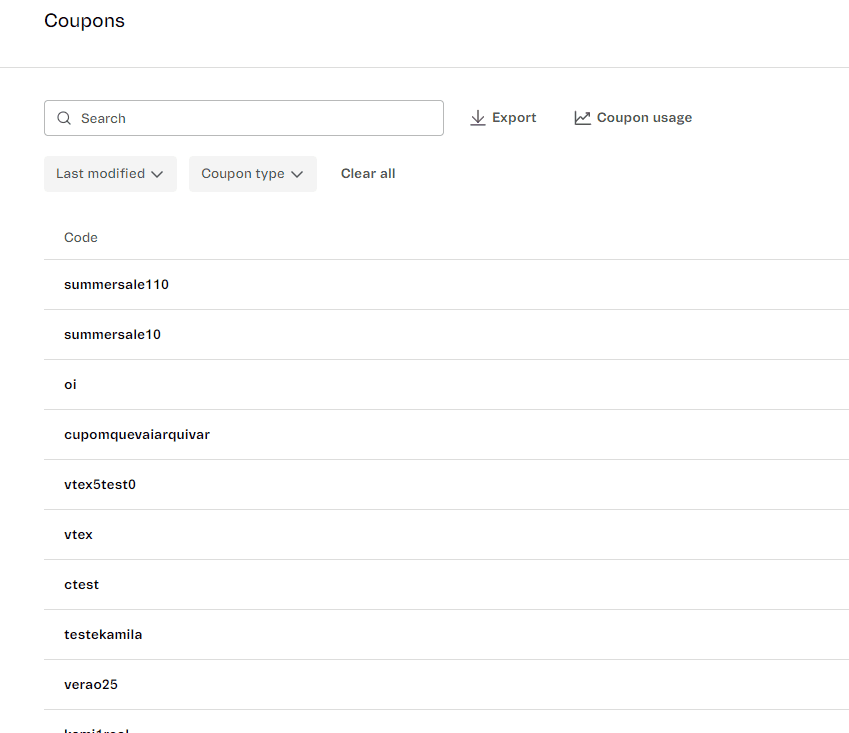 Coupons
Search
Export
Coupon usage
Last modified
Coupon type
Clear all
Code
summersale110
summersale10
oi
cupomquevaiarquivar
vtex5test0
vtex
ctest
testekamila
verao25